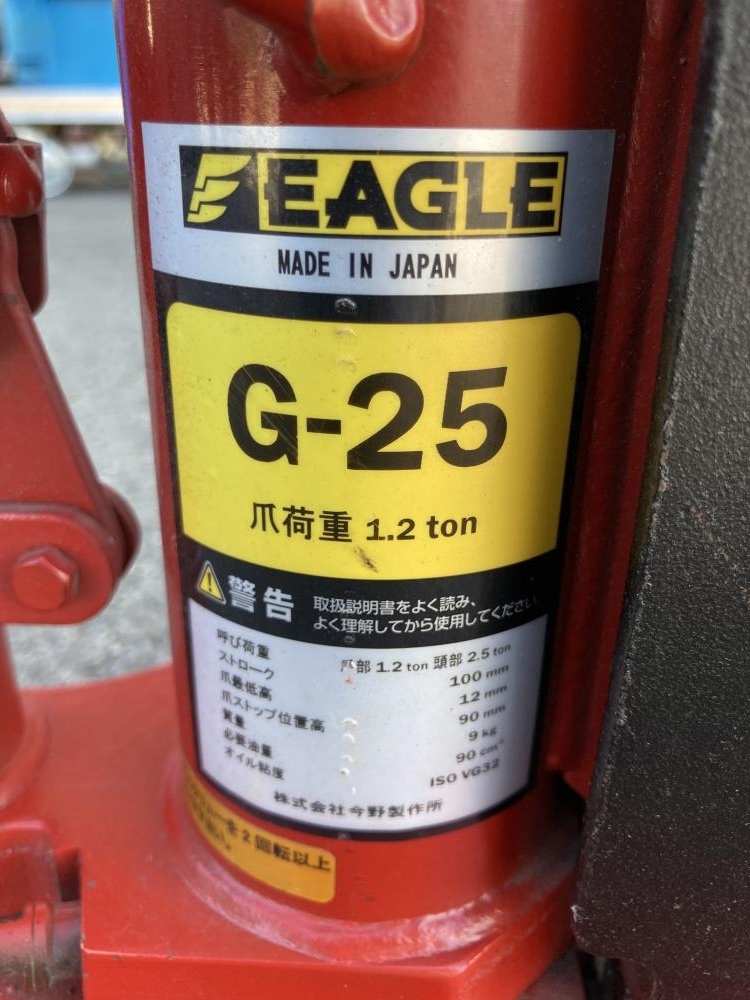 EAGLE
MADE IN JAPAN
G-25
爪荷重 1.2 ton
警告 取扱説明書をよく読み、
よく理解してから使用してください
呼び荷重 爪部 1.2 ton 頭部 2.5 ton
ストローク 100 mm
爪最低高 12 mm
爪ストップ位置高 90 mm
質量 9 kg
必要油量 90 cm³
オイル粘度 ISO VG32
株式会社今野製作所
を2回転以上